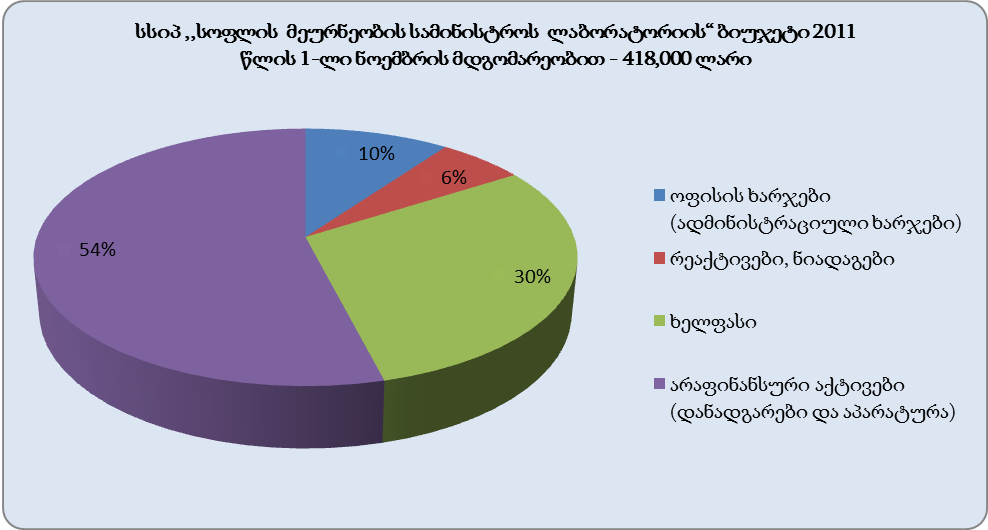 სსიპ ,,სოფლის მეურნეობის სამინისტროს ლაბორატორიის“ ბიუჯეტი 2011
წლის 1-ლი ნოემბრის მდგომარეობით - 418,000 ლარი
10%
6%
54%
30%
ოფისის ხარჯები
(ადმინისტრაციული ხარჯები)
რეაქტივები, ნიადაგები
ხელფასი
არაფინანსური აქტივები
(დანადგარები და აპარატურა)